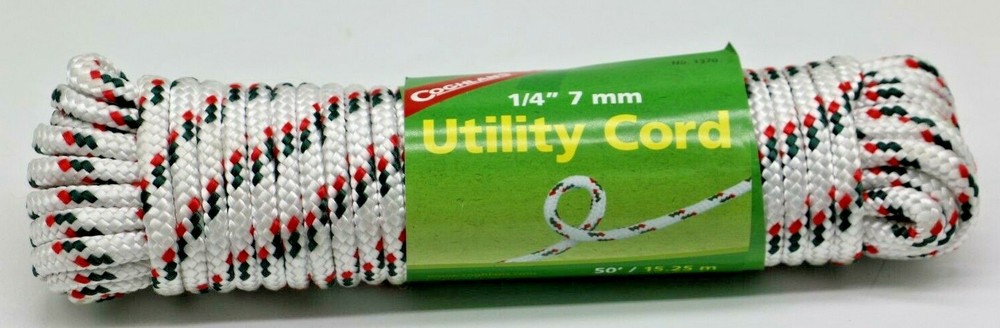 No. 1370
COGHLAN'S
1/4" 7 mm
Utility Cord
50' / 15.25 m